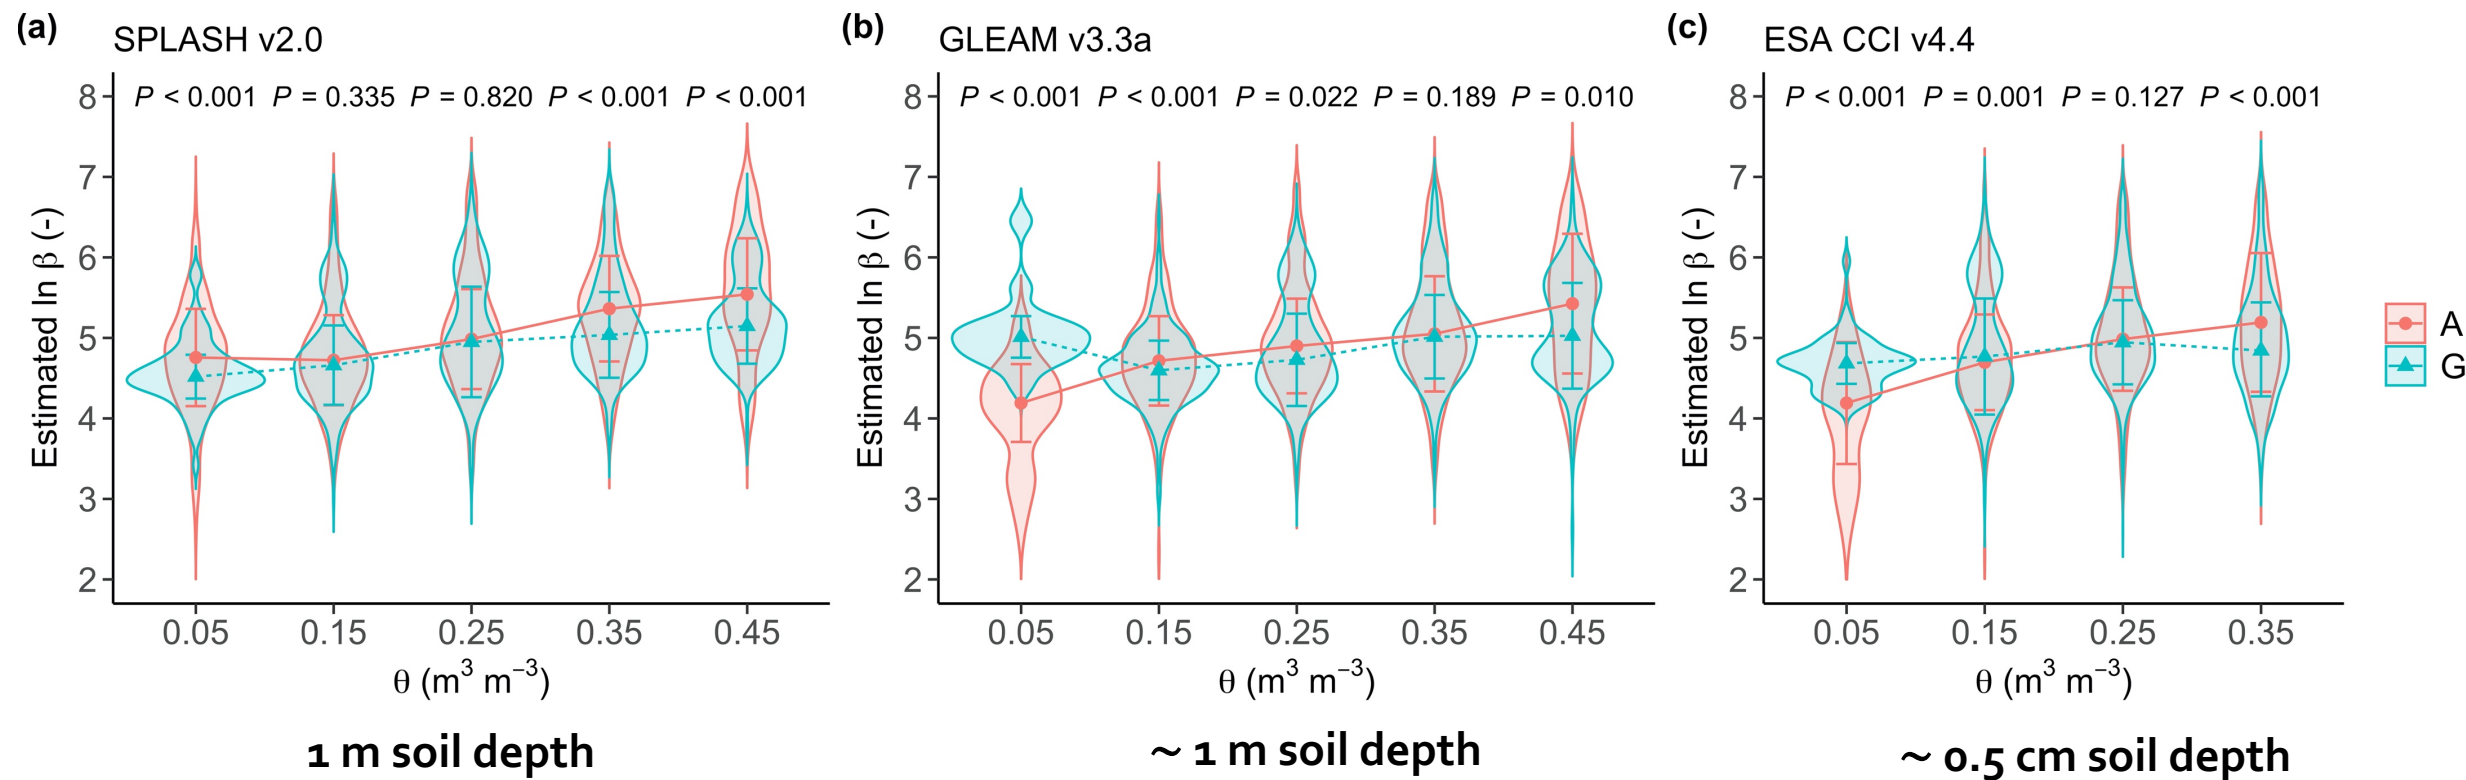 (a)
SPLASH v2.0
P < 0.001 P = 0.335 P = 0.820 P < 0.001 P < 0.001
8
7
6
5
4
3
2
Estimated ln β (-)
0.05 0.15 0.25 0.35 0.45
θ (m³ m⁻³)
1 m soil depth
(b)
GLEAM v3.3a
P < 0.001 P < 0.001 P = 0.022 P = 0.189 P = 0.010
8
7
6
5
4
3
2
Estimated ln β (-)
0.05 0.15 0.25 0.35 0.45
θ (m³ m⁻³)
~ 1 m soil depth
(c)
ESA CCI v4.4
P < 0.001 P = 0.001 P = 0.127 P < 0.001
8
7
6
5
4
3
2
Estimated ln β (-)
0.05 0.15 0.25 0.35
θ (m³ m⁻³)
~ 0.5 cm soil depth
A
G